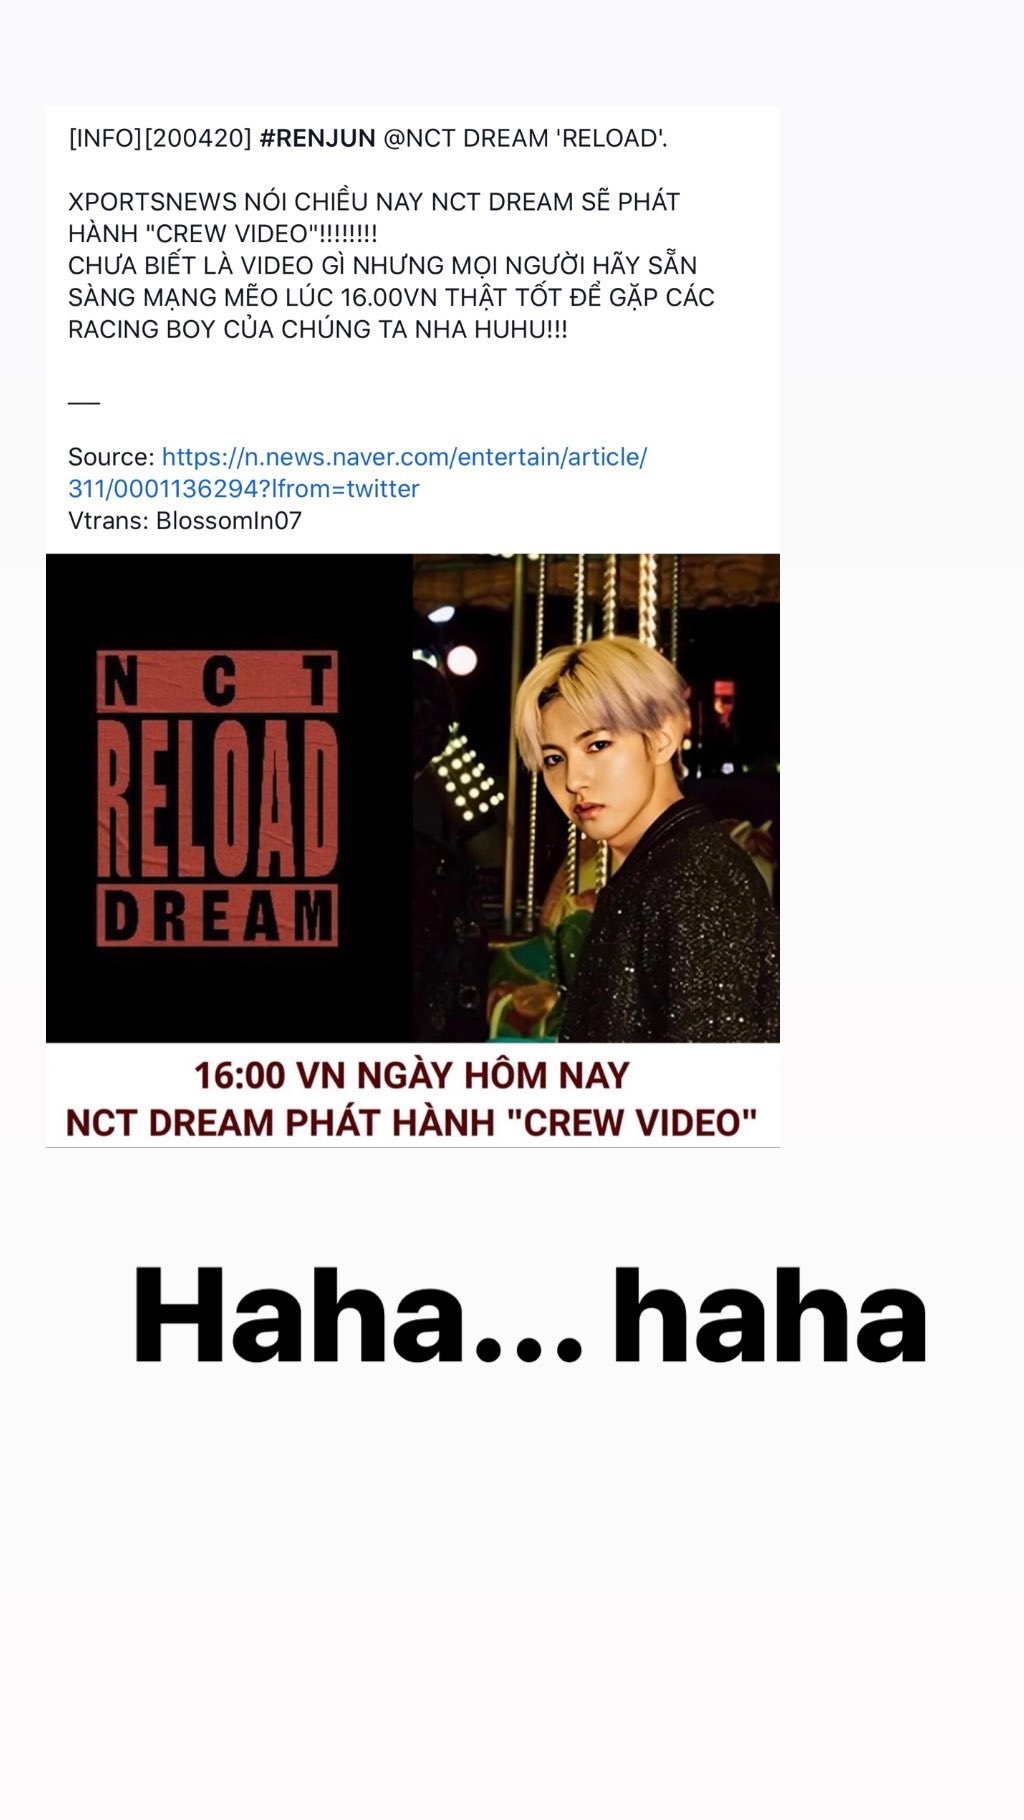 [INFO][200420] #RENJUN @NCT DREAM 'RELOAD'.
XPORTSNEWS NÓI CHIỀU NAY NCT DREAM SẼ PHÁT
HÀNH "CREW VIDEO"!!!!!!!!
CHƯA BIẾT LÀ VIDEO GÌ NHƯNG MỌI NGƯỜI HÃY SẴN
SÀNG MẠNG MẼO LÚC 16.00VN THẬT TỐT ĐỂ GẶP CÁC
RACING BOY CỦA CHÚNG TA NHA HUHU!!!
___
Source: https://n.news.naver.com/entertain/article/
311/0001136294?lfrom=twitter
Vtrans: BlossomIn07
NCT
RELOAD
DREAM
16:00 VN NGÀY HÔM NAY
NCT DREAM PHÁT HÀNH "CREW VIDEO"
Haha... haha